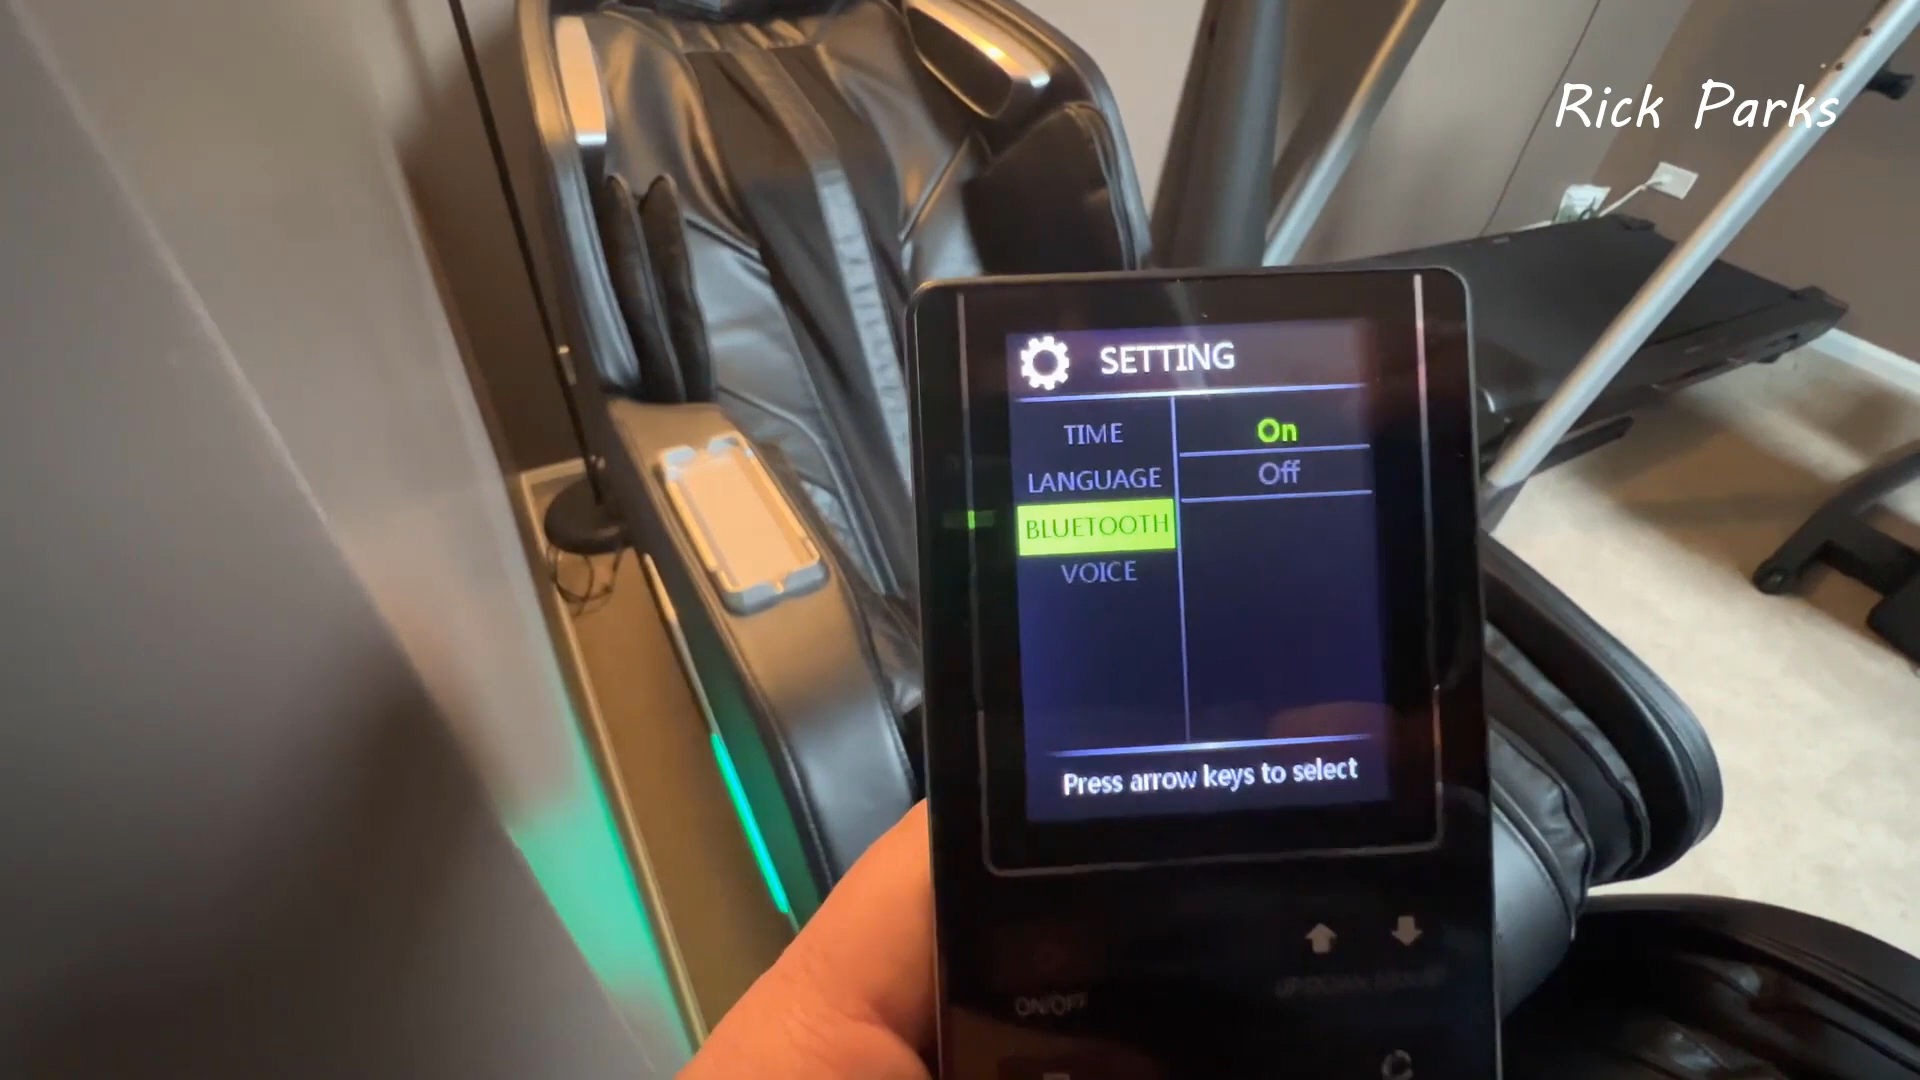 Rick Parks
SETTING
TIME
On
LANGUAGE
Off
BLUETOOTH
VOICE
Press arrow keys to select
ON/OFF